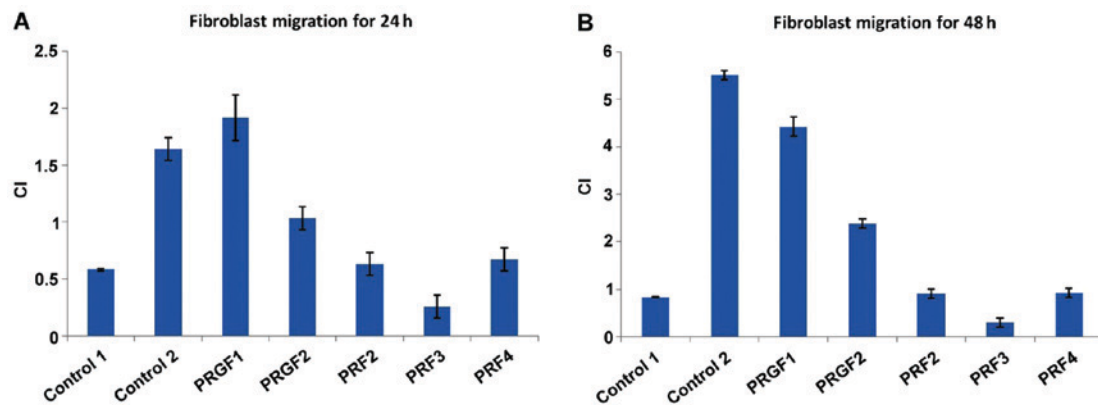 A
Fibroblast migration for 24 h
2.5
2
1.5
1
0.5
0
CI
Control 1
Control 2
PRGF1
PRGF2
PRF2
PRF3
PRF4
B
Fibroblast migration for 48 h
6
5
4
3
2
1
0
CI
Control 1
Control 2
PRGF1
PRGF2
PRF2
PRF3
PRF4